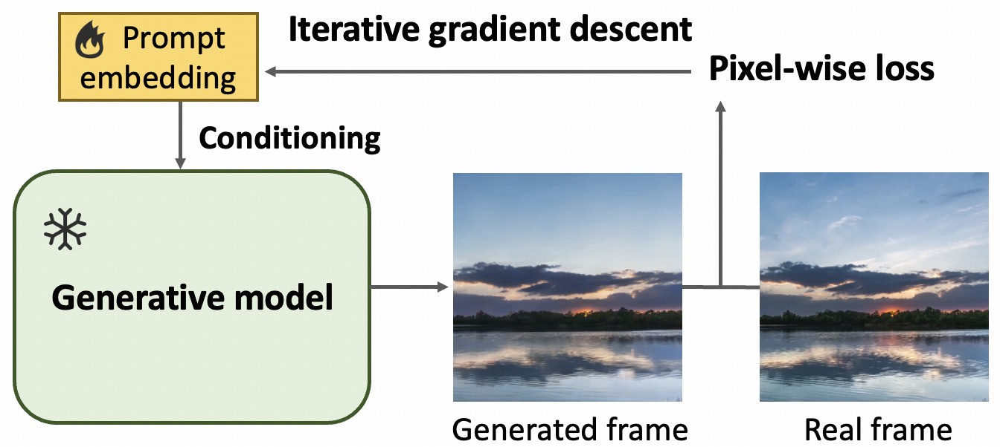 Prompt
embedding
Iterative gradient descent
Pixel-wise loss
Conditioning
Generative model
Generated frame
Real frame